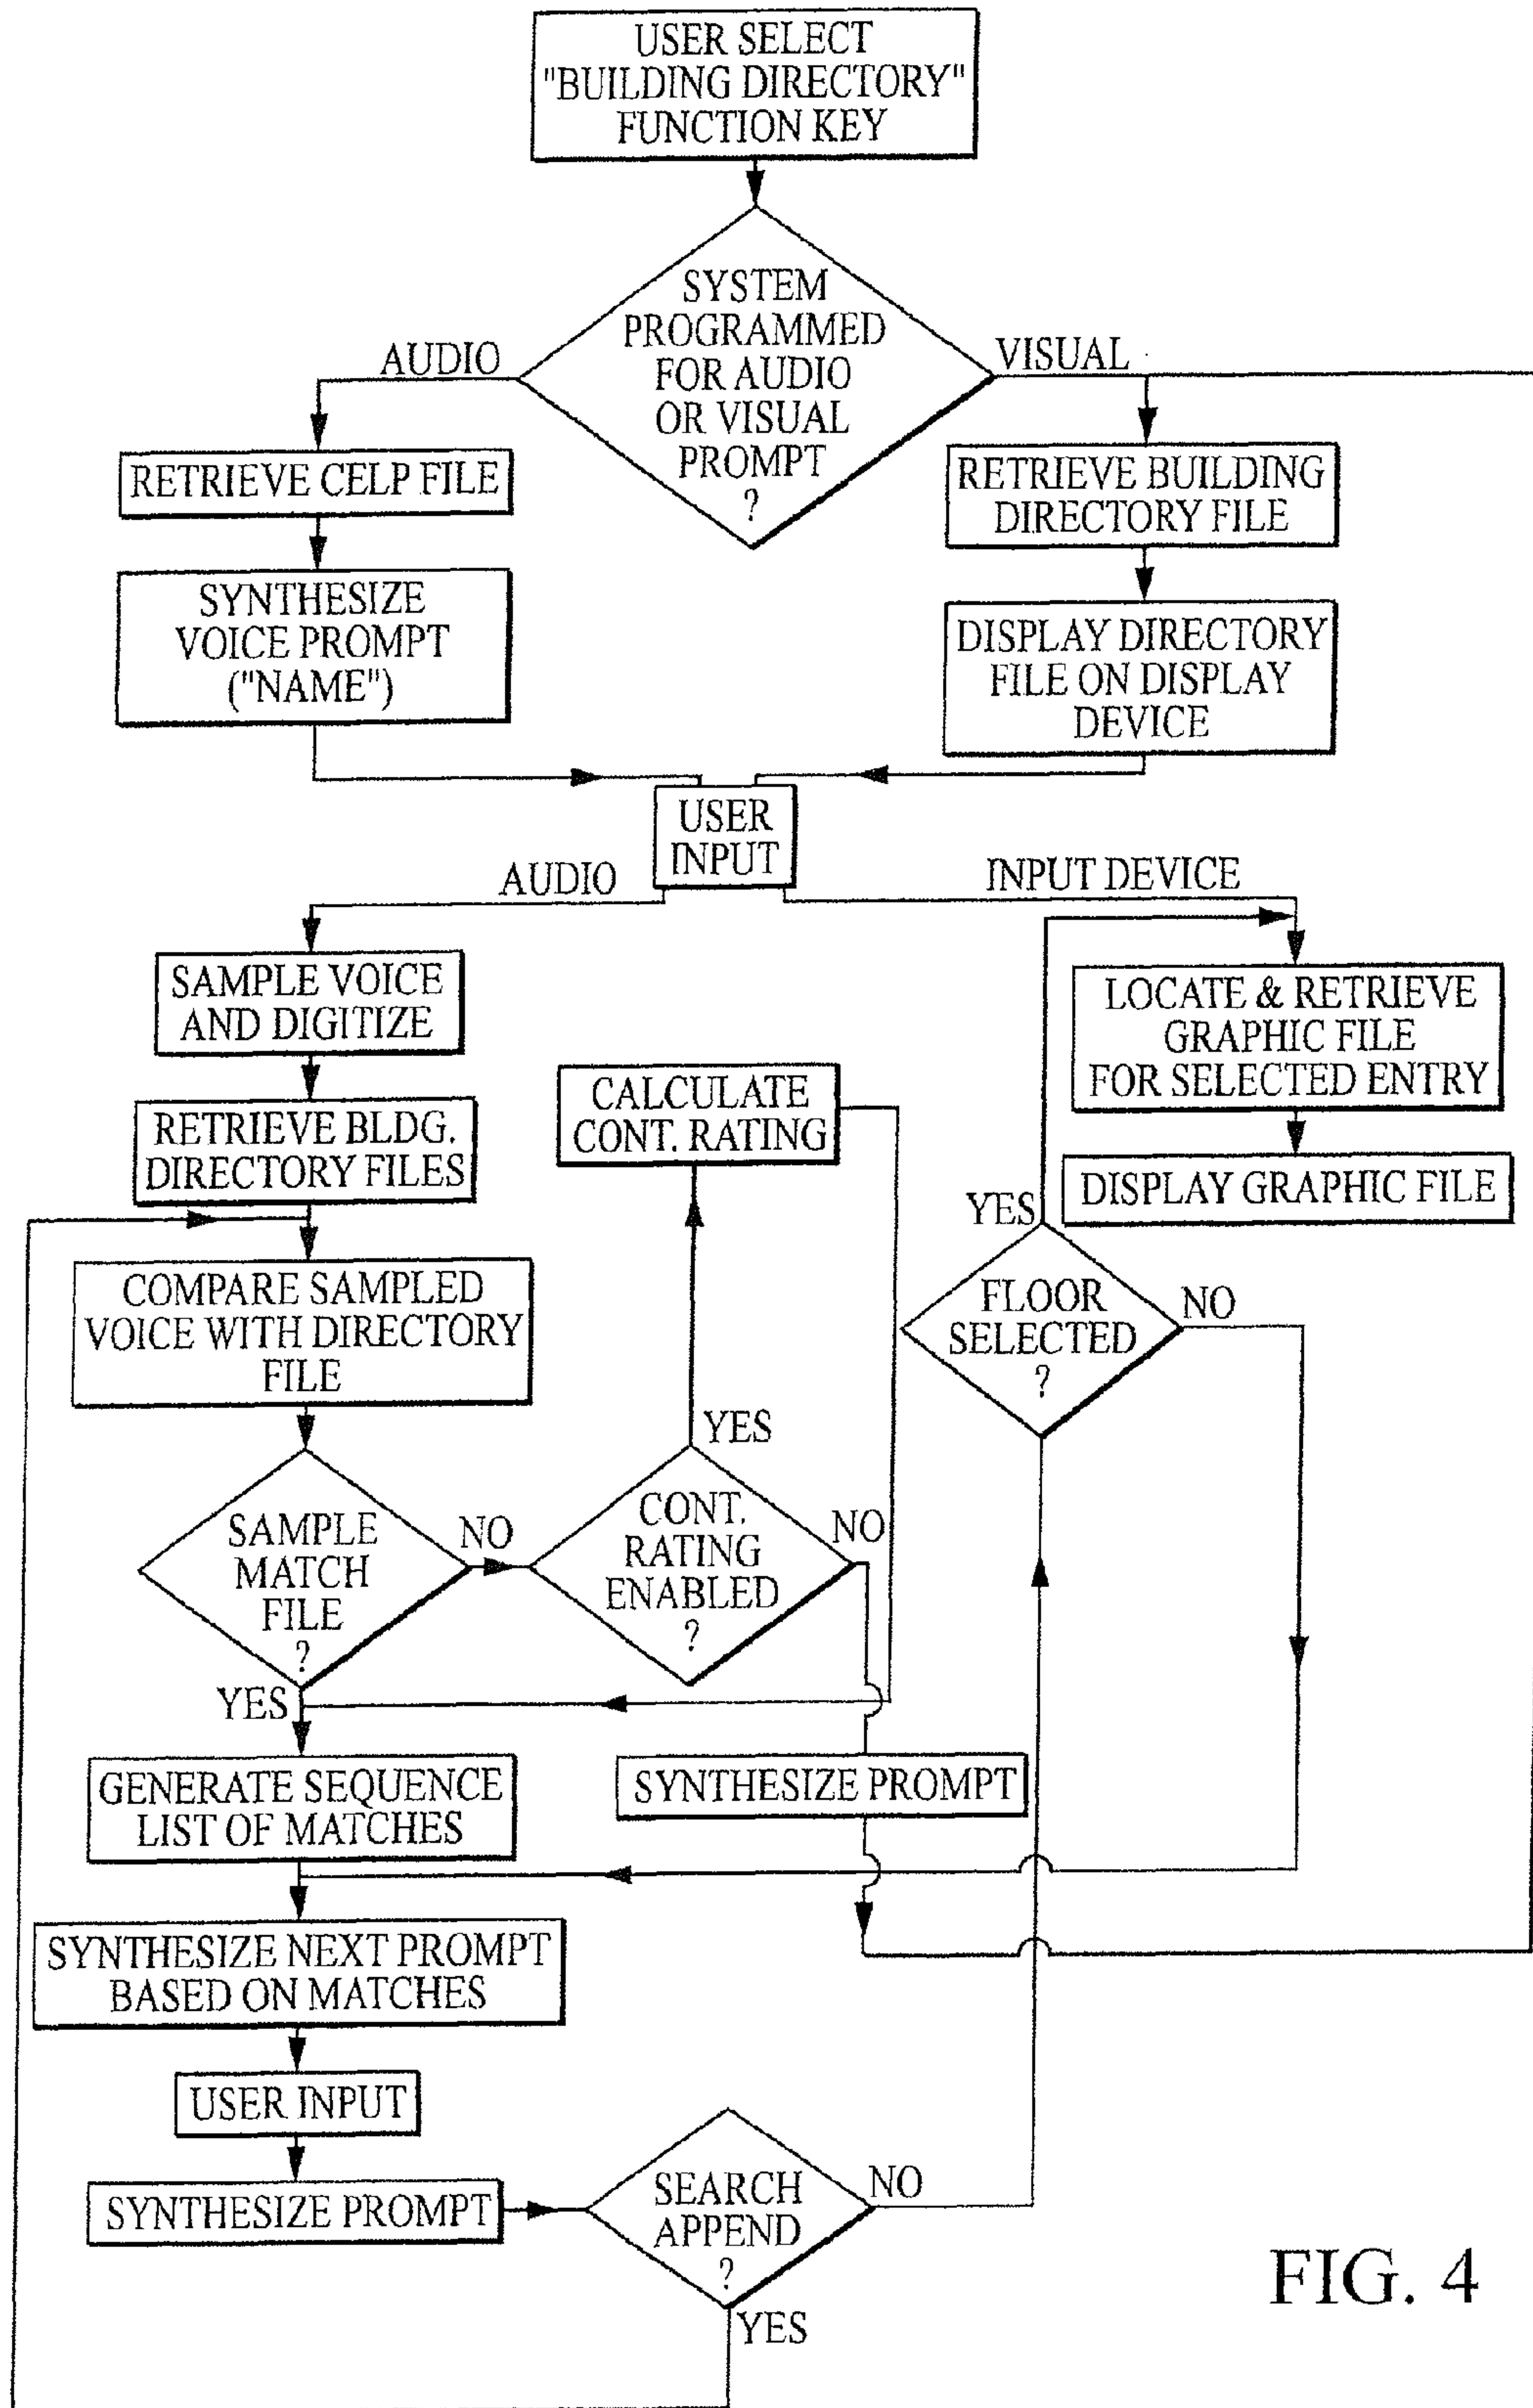 USER SELECT
"BUILDING DIRECTORY"
FUNCTION KEY
SYSTEM
PROGRAMMED
FOR AUDIO
OR VISUAL
PROMPT
?
AUDIO
VISUAL
RETRIEVE CELP FILE
RETRIEVE BUILDING
DIRECTORY FILE
SYNTHESIZE
VOICE PROMPT
("NAME")
DISPLAY DIRECTORY
FILE ON DISPLAY
DEVICE
USER
INPUT
AUDIO
INPUT DEVICE
SAMPLE VOICE
AND DIGITIZE
LOCATE & RETRIEVE
GRAPHIC FILE
FOR SELECTED ENTRY
CALCULATE
CONT. RATING
RETRIEVE BLDG.
DIRECTORY FILES
DISPLAY GRAPHIC FILE
YES
COMPARE SAMPLED
VOICE WITH DIRECTORY
FILE
FLOOR
SELECTED
?
NO
YES
SAMPLE
MATCH
FILE
?
NO
CONT.
RATING
ENABLED
?
NO
YES
GENERATE SEQUENCE
LIST OF MATCHES
SYNTHESIZE PROMPT
SYNTHESIZE NEXT PROMPT
BASED ON MATCHES
USER INPUT
SYNTHESIZE PROMPT
SEARCH
APPEND
?
NO
YES
FIG. 4